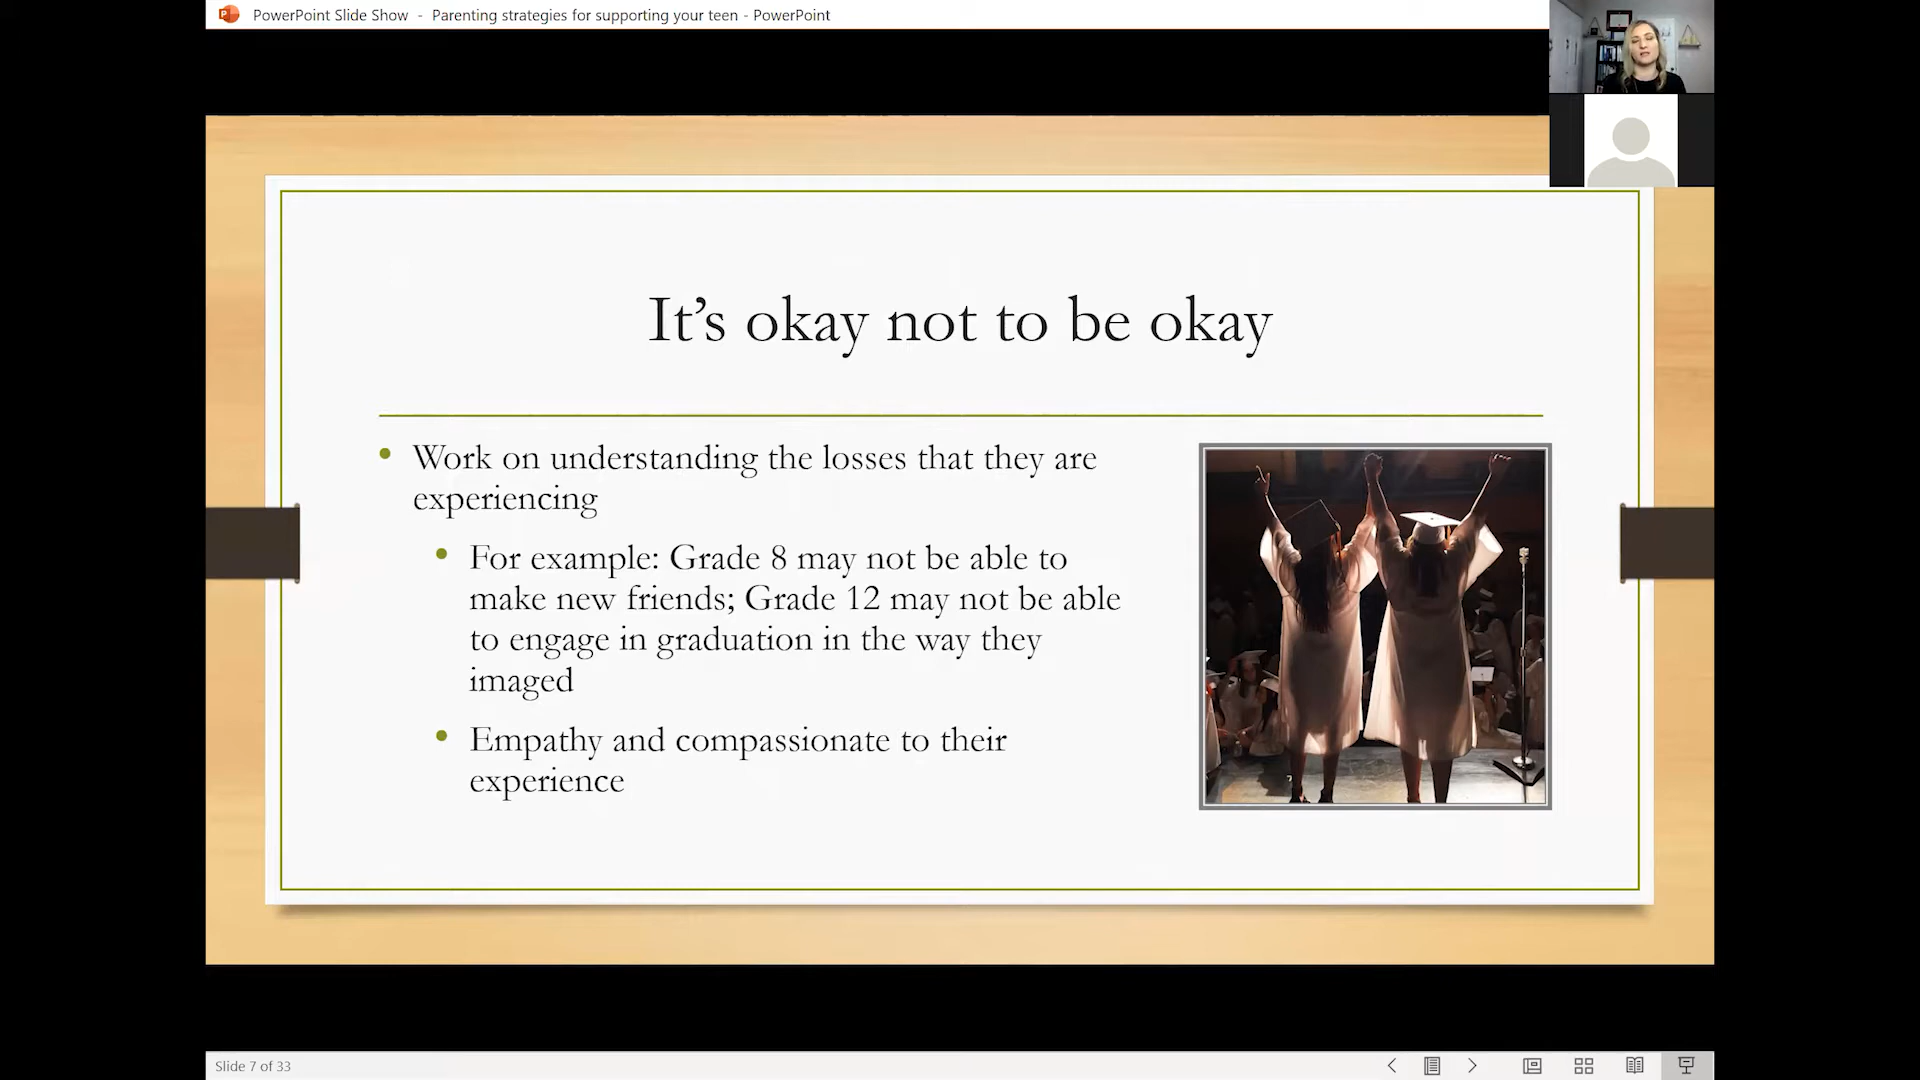 PowerPoint Slide Show - Parenting strategies for supporting your teen - PowerPoint
It's okay not to be okay
• Work on understanding the losses that they are
experiencing
• For example: Grade 8 may not be able to
make new friends; Grade 12 may not be able
to engage in graduation in the way they
imaged
• Empathy and compassionate to their
experience
Slide 7 of 33